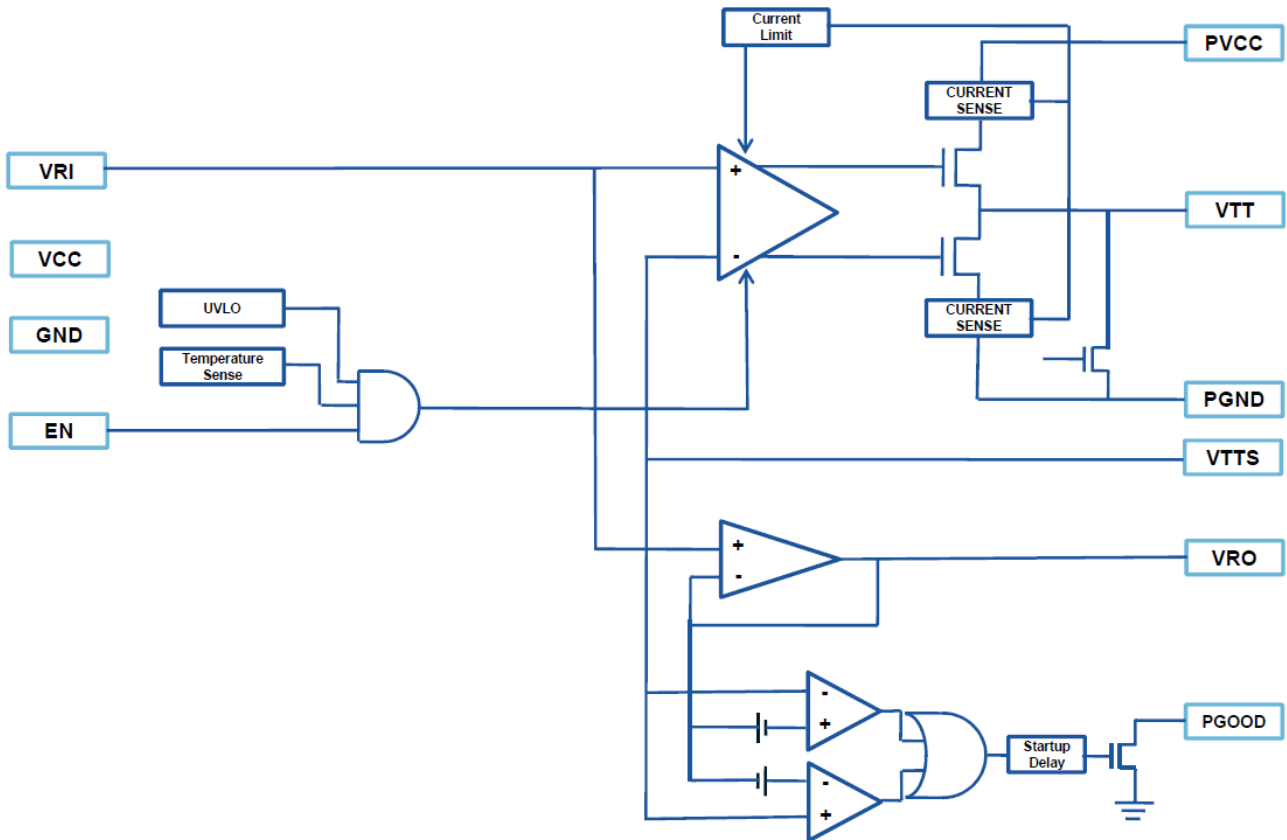 Current
Limit
PVCC
CURRENT
SENSE
VRI
+
VTT
VCC
-
UVLO
CURRENT
SENSE
GND
Temperature
Sense
PGND
EN
VTTS
+
-
VRO
-
+
PGOOD
Startup
Delay
-
+